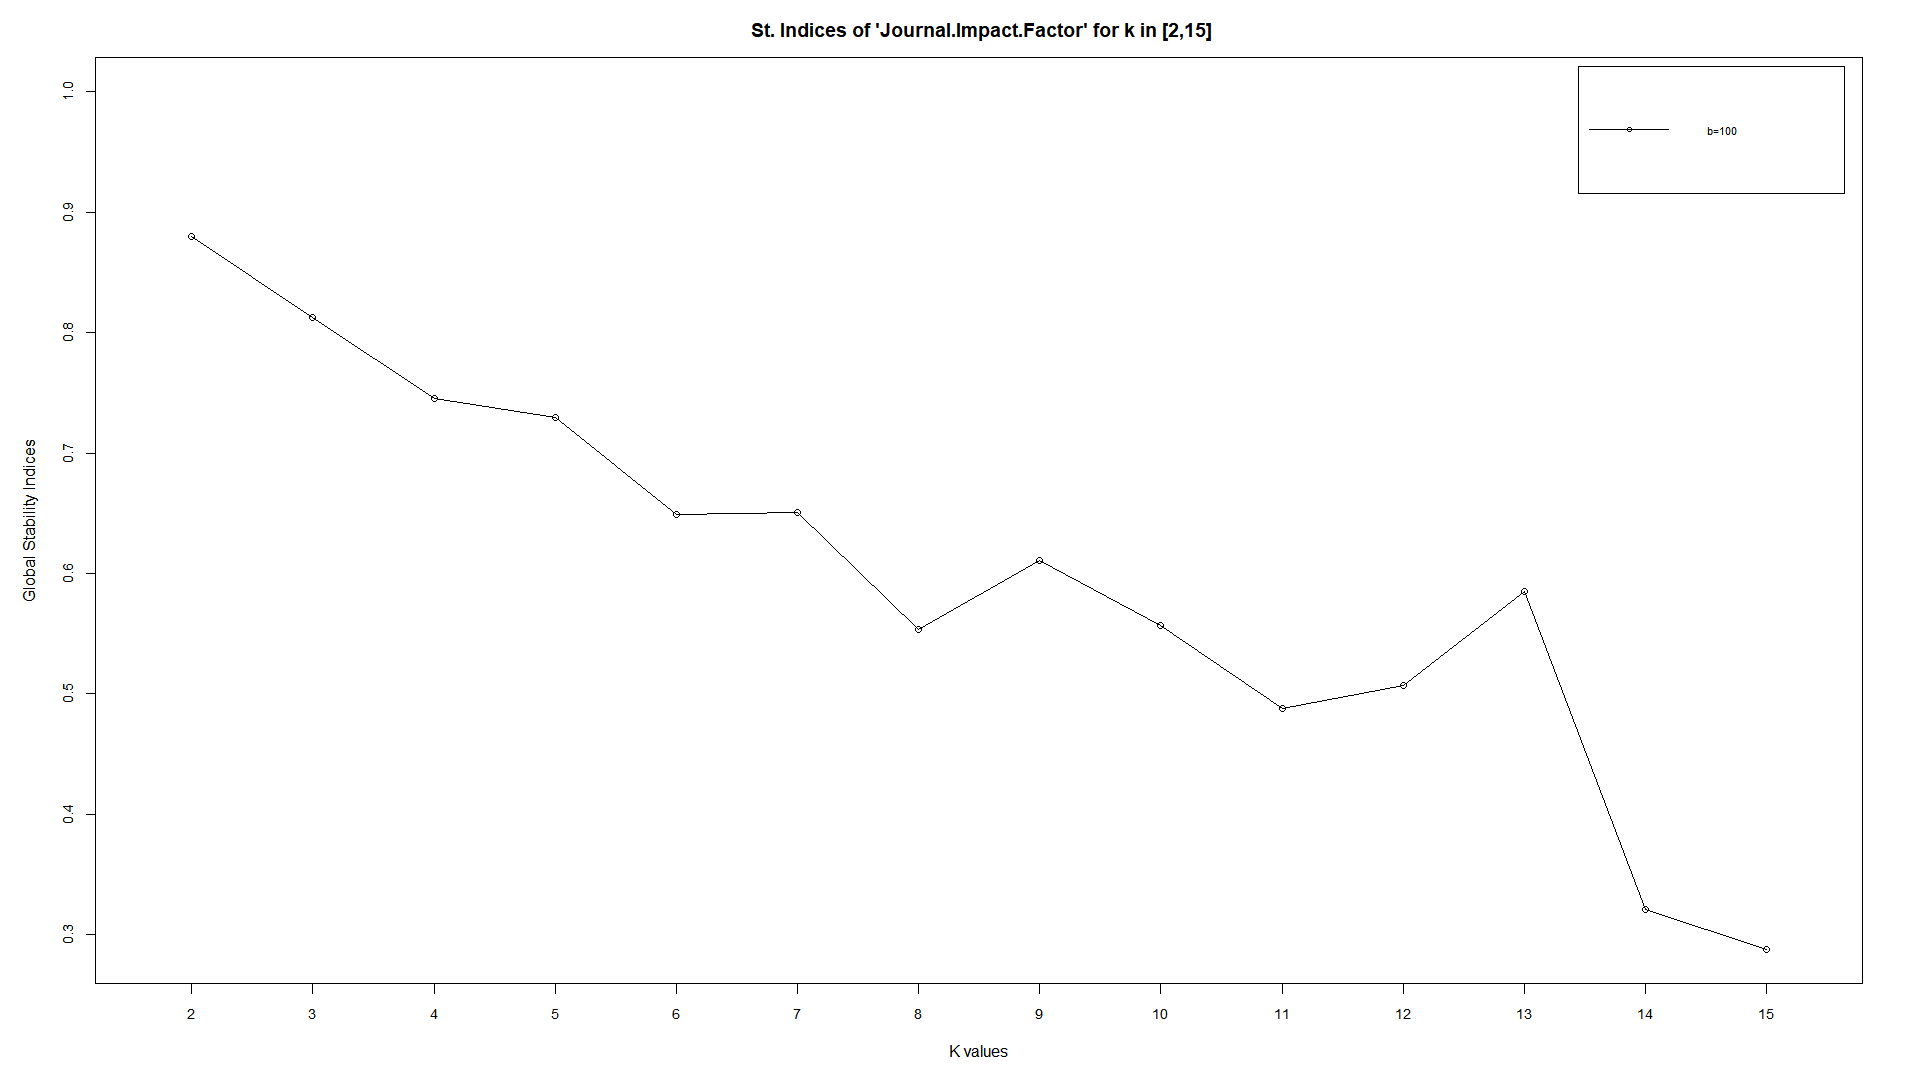 St. Indices of 'Journal.Impact.Factor' for k in [2,15]
b=100
1.0
0.9
0.8
0.7
0.6
0.5
0.4
0.3
Global Stability Indices
2 3 4 5 6 7 8 9 10 11 12 13 14 15
K values